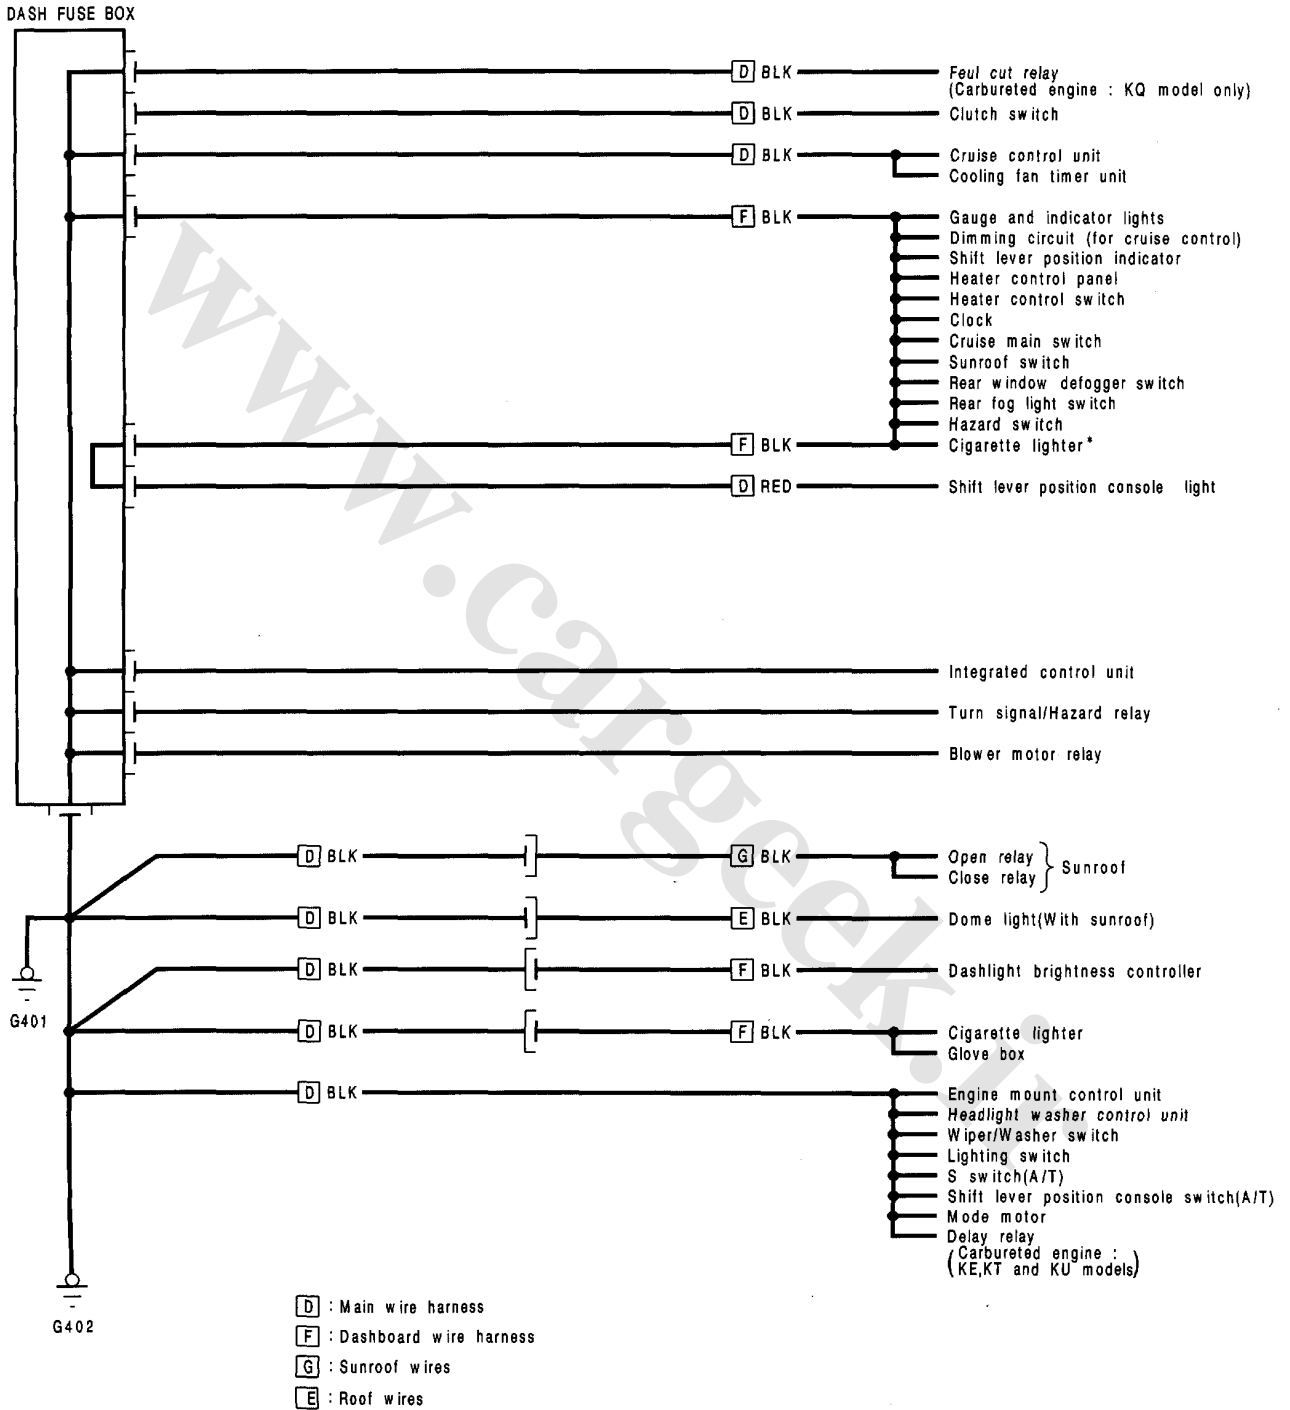 DASH FUSE BOX
D BLK Feul cut relay
(Carbureted engine : KQ model only)
D BLK Clutch switch
D BLK Cruise control unit
Cooling fan timer unit
F BLK Gauge and indicator lights
Dimming circuit (for cruise control)
Shift lever position indicator
Heater control panel
Heater control switch
Clock
Cruise main switch
Sunroof switch
Rear window defogger switch
Rear fog light switch
Hazard switch
F BLK Cigarette lighter*
D RED Shift lever position console light
Integrated control unit
Turn signal/Hazard relay
Blower motor relay
D BLK G BLK Open relay
Close relay
Sunroof
D BLK E BLK Dome light(With sunroof)
D BLK F BLK Dashlight brightness controller
G401
D BLK F BLK Cigarette lighter
Glove box
D BLK Engine mount control unit
Headlight washer control unit
Wiper/Washer switch
Lighting switch
S switch(A/T)
Shift lever position console switch(A/T)
Mode motor
Delay relay
(Carbureted engine :
KE,KT and KU models)
G402
D : Main wire harness
F : Dashboard wire harness
G : Sunroof wires
E : Roof wires
www.cargeek.ir